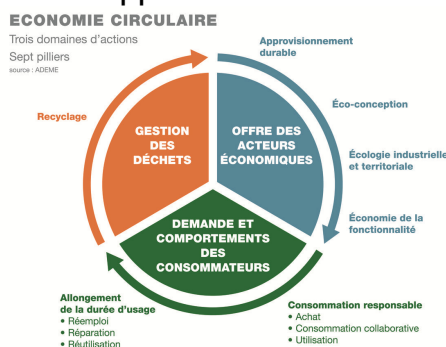 ECONOMIE CIRCULAIRE
Trois domaines d'actions
Sept piliers
source : ADEME
Approvisionnement
durable
Recyclage
Éco-conception
GESTION
DES
DÉCHETS
OFFRE DES
ACTEURS
ÉCONOMIQUES
Écologie industrielle
et territoriale
Économie de la
fonctionnalité
DEMANDE ET
COMPORTEMENTS
DES
CONSOMMATEURS
Allongement
de la durée d'usage
• Réemploi
• Réparation
• Réutilisation
Consommation responsable
• Achat
• Consommation collaborative
• Utilisation